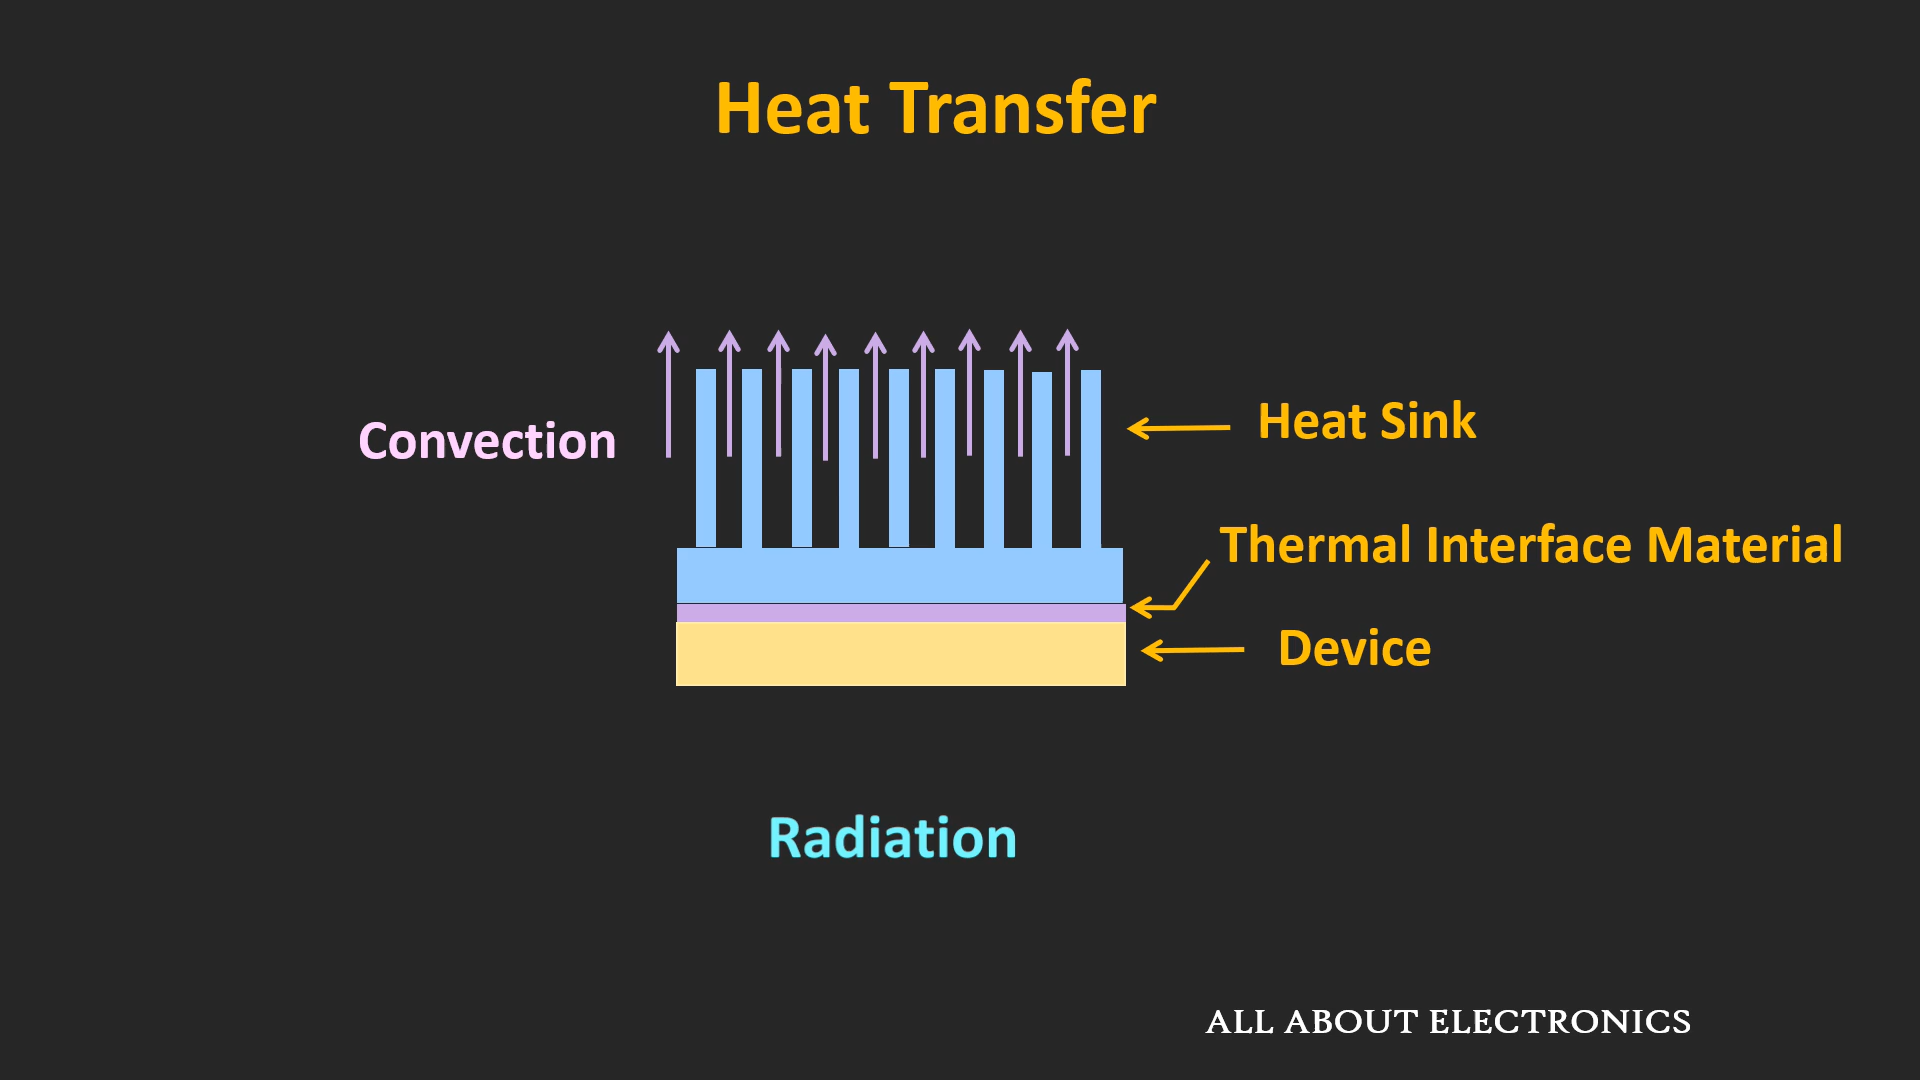 Heat Transfer
Convection
Heat Sink
Thermal Interface Material
Device
Radiation
ALL ABOUT ELECTRONICS